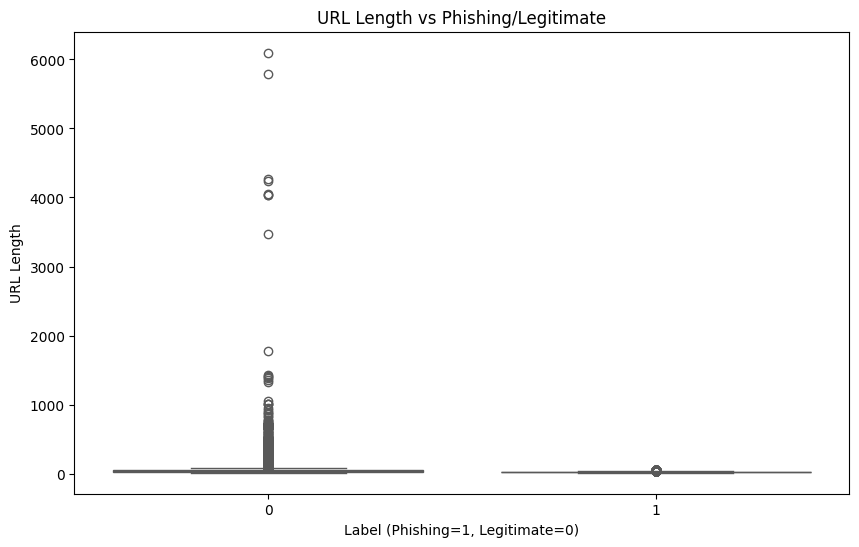 URL Length vs Phishing/Legitimate
6000
5000
4000
3000
2000
1000
0
URL Length
0 1
Label (Phishing=1, Legitimate=0)